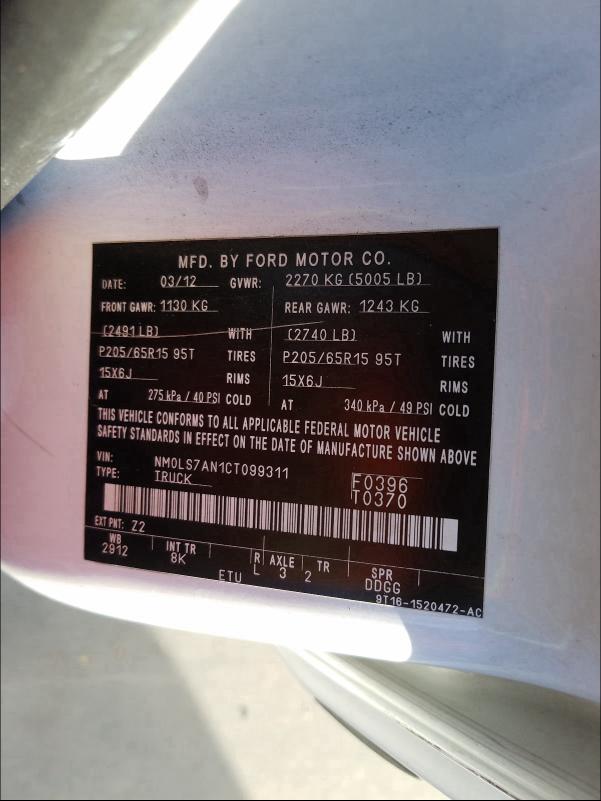 MFD. BY FORD MOTOR CO.
DATE: 03/12 GVWR: 2270 KG (5005 LB)
FRONT GAWR: 1130 KG REAR GAWR: 1243 KG
(2491 LB) WITH (2740 LB) WITH
P205/65R15 95T TIRES P205/65R15 95T TIRES
15X6J RIMS 15X6J RIMS
AT 275 kPa / 40 PSI COLD AT 340 kPa / 49 PSI COLD
THIS VEHICLE CONFORMS TO ALL APPLICABLE FEDERAL MOTOR VEHICLE
SAFETY STANDARDS IN EFFECT ON THE DATE OF MANUFACTURE SHOWN ABOVE
VIN: NM0LS7AN1CT099311 F0396
TYPE: TRUCK T0370
EXT PNT: Z2
WB INT TR R AXLE TR SPR
2912 8K L 3 2 DDGG
ETU 9T16-1520472-AC